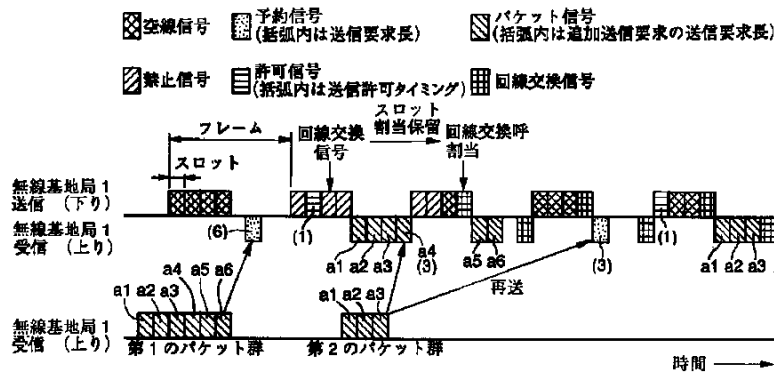 空線信号
予約信号
(括弧内は送信要求長)
パケット信号
(括弧内は追加送信要求の送信要求長)
禁止信号
許可信号
(括弧内は送信許可タイミング)
回線交換信号
フレーム
スロット
回線交換
信号
スロット
割当保留
回線交換呼
割当
無線基地局1
送信 (下り)
無線基地局1
受信 (上り)
(6)
(1)
a1 a2 a3 a4
(3)
a5 a6
(3)
(1)
a1 a2 a3
再送
a1 a2 a3 a4 a5 a6
a1 a2 a3
無線基地局1
受信 (上り)
第1のパケット群
第2のパケット群
時間